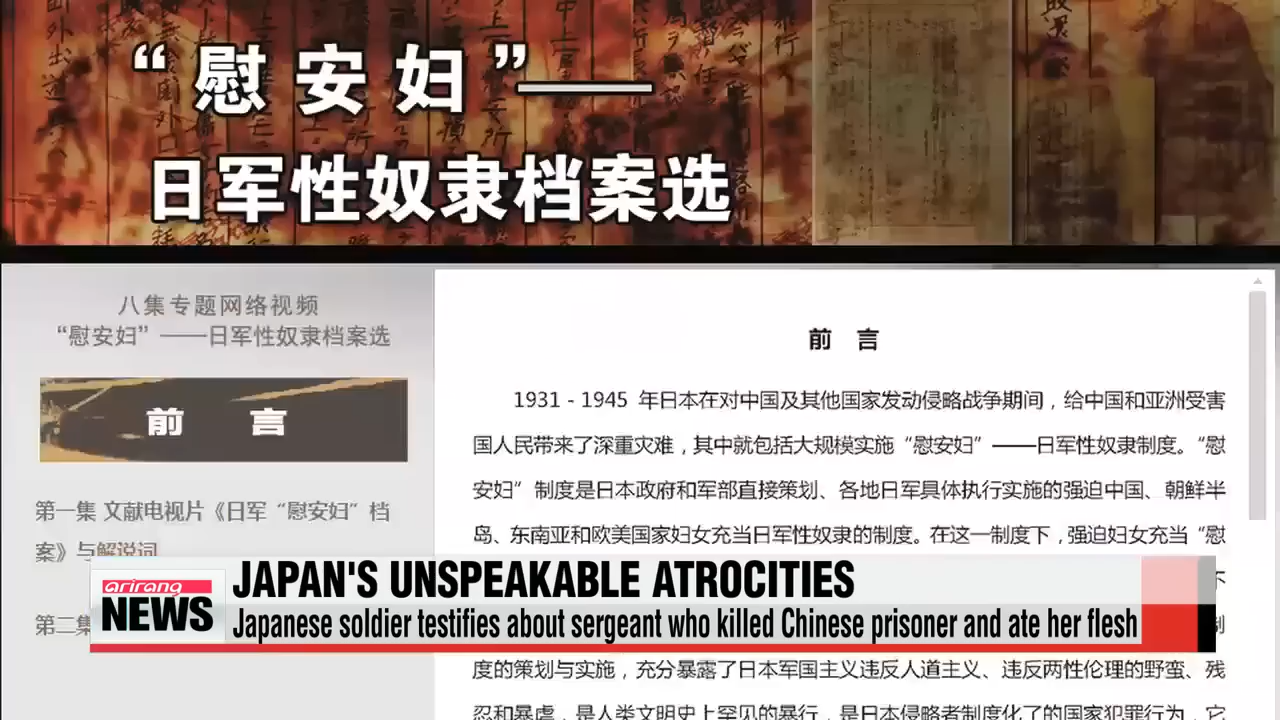 “慰安妇”——
日军性奴隶档案选
八集专题网络视频
“慰安妇”——日军性奴隶档案选
前 言
第一集 文献电视片《日军“慰安妇”档
案》与解说词
第二集
前 言
1931 - 1945 年日本在对中国及其他国家发动侵略战争期间，给中国和亚洲受害
国人民带来了深重灾难，其中就包括大规模实施“慰安妇”——日军性奴隶制度。“慰
安妇”制度是日本政府和军部直接策划、各地日军具体执行实施的强迫中国、朝鲜半
岛、东南亚和欧美国家妇女充当日军性奴隶的制度。在这一制度下，强迫妇女充当“慰
度的策划与实施，充分暴露了日本军国主义违反人道主义、违反两性伦理的野蛮、残
忍和暴虐，是人类文明史上罕见的暴行，是日本侵略者制度化了的国家犯罪行为，它
arirang
NEWS
JAPAN'S UNSPEAKABLE ATROCITIES
Japanese soldier testifies about sergeant who killed Chinese prisoner and ate her flesh